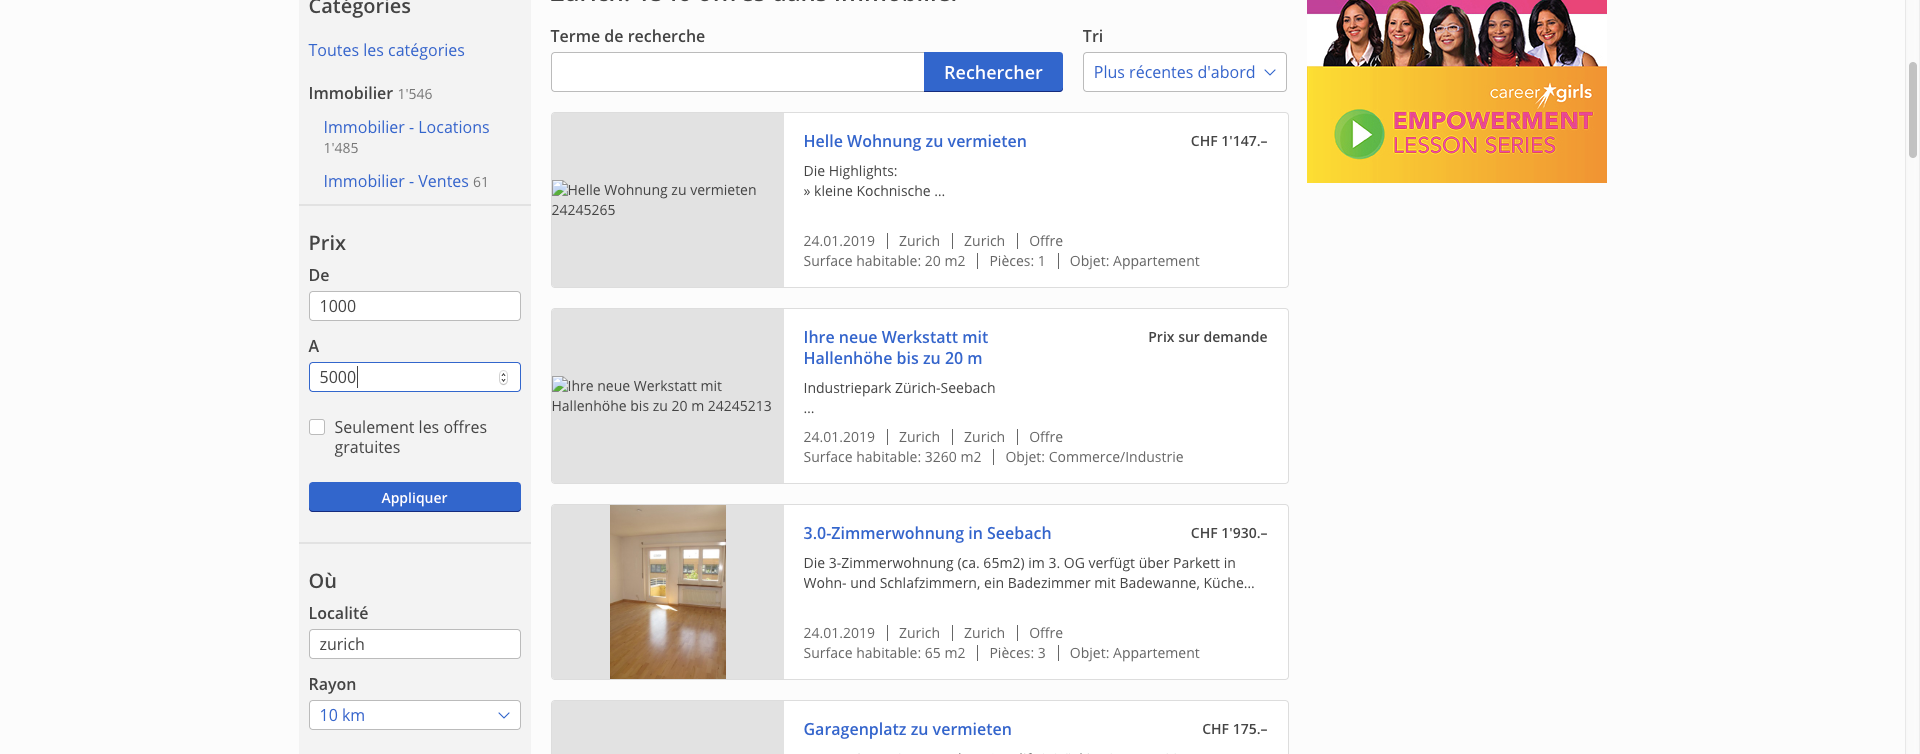 Catégories
Toutes les catégories
Immobilier 1'546
Immobilier - Locations
1'485
Immobilier - Ventes 61
Prix
De
1000
A
5000
Seulement les offres
gratuites
Appliquer
Où
Localité
zurich
Rayon
10 km
Terme de recherche
Rechercher
Tri
Plus récentes d'abord
Helle Wohnung zu vermieten
24245265
Helle Wohnung zu vermieten
CHF 1'147.–
Die Highlights:
» kleine Kochnische ...
24.01.2019 | Zurich | Zurich | Offre
Surface habitable: 20 m2 | Pièces: 1 | Objet: Appartement
Ihre neue Werkstatt mit
Hallenhöhe bis zu 20 m 24245213
Ihre neue Werkstatt mit
Hallenhöhe bis zu 20 m
Prix sur demande
Industriepark Zürich-Seebach
...
24.01.2019 | Zurich | Zurich | Offre
Surface habitable: 3260 m2 | Objet: Commerce/Industrie
3.0-Zimmerwohnung in Seebach
CHF 1'930.–
Die 3-Zimmerwohnung (ca. 65m2) im 3. OG verfügt über Parkett in
Wohn- und Schlafzimmern, ein Badezimmer mit Badewanne, Küche...
24.01.2019 | Zurich | Zurich | Offre
Surface habitable: 65 m2 | Pièces: 3 | Objet: Appartement
Garagenplatz zu vermieten
CHF 175.–
career girls
EMPOWERMENT
LESSON SERIES